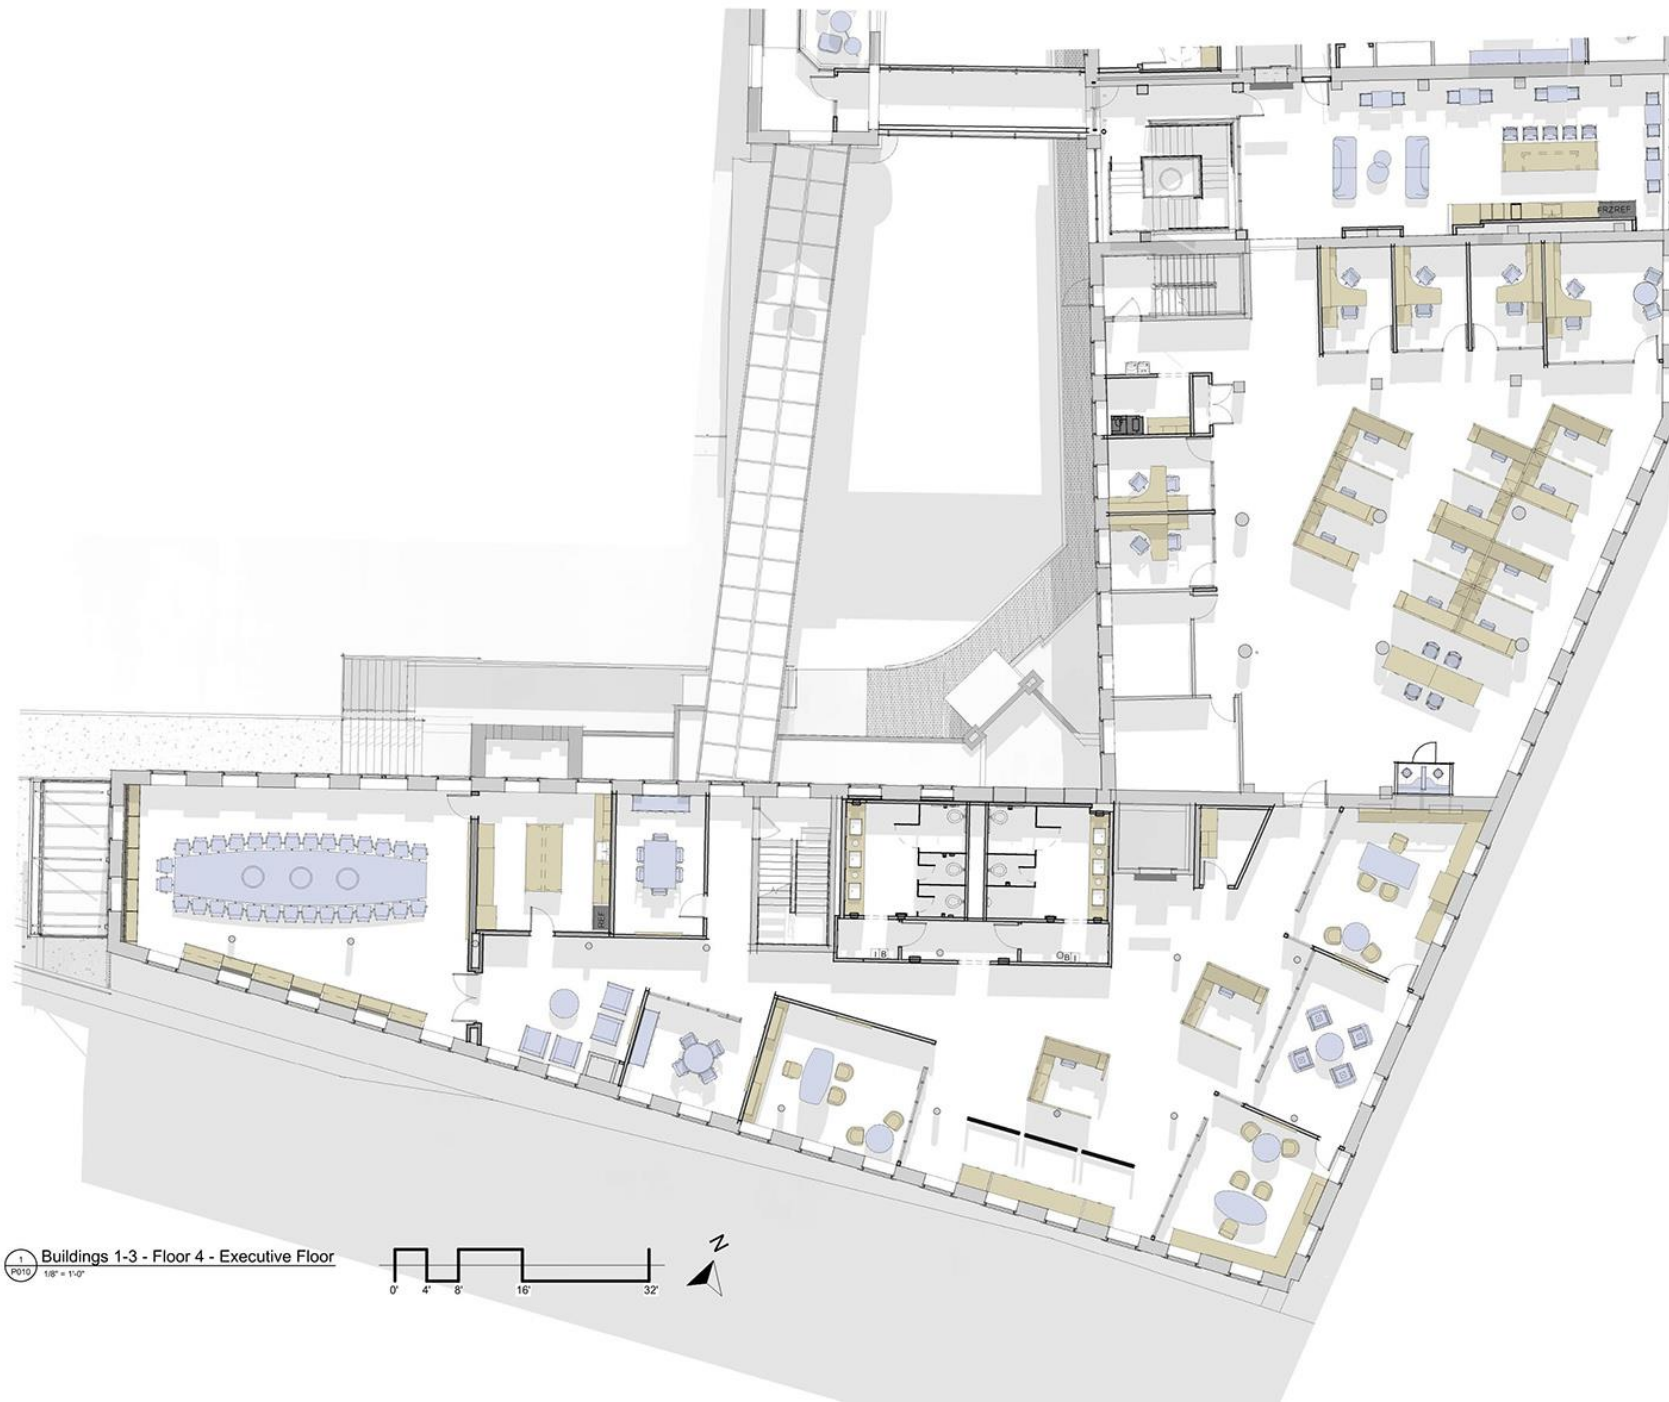 FRZREF
REF
I B
B I
1
P010
Buildings 1-3 - Floor 4 - Executive Floor
1/8" = 1'-0"
0' 4' 8' 16' 32'
N